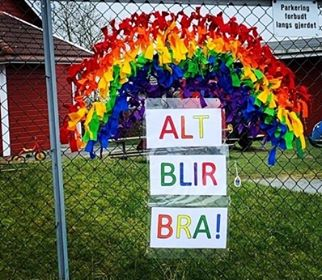 Parkering
forbudt
langs gjerdet
ALT
BLIR
BRA!